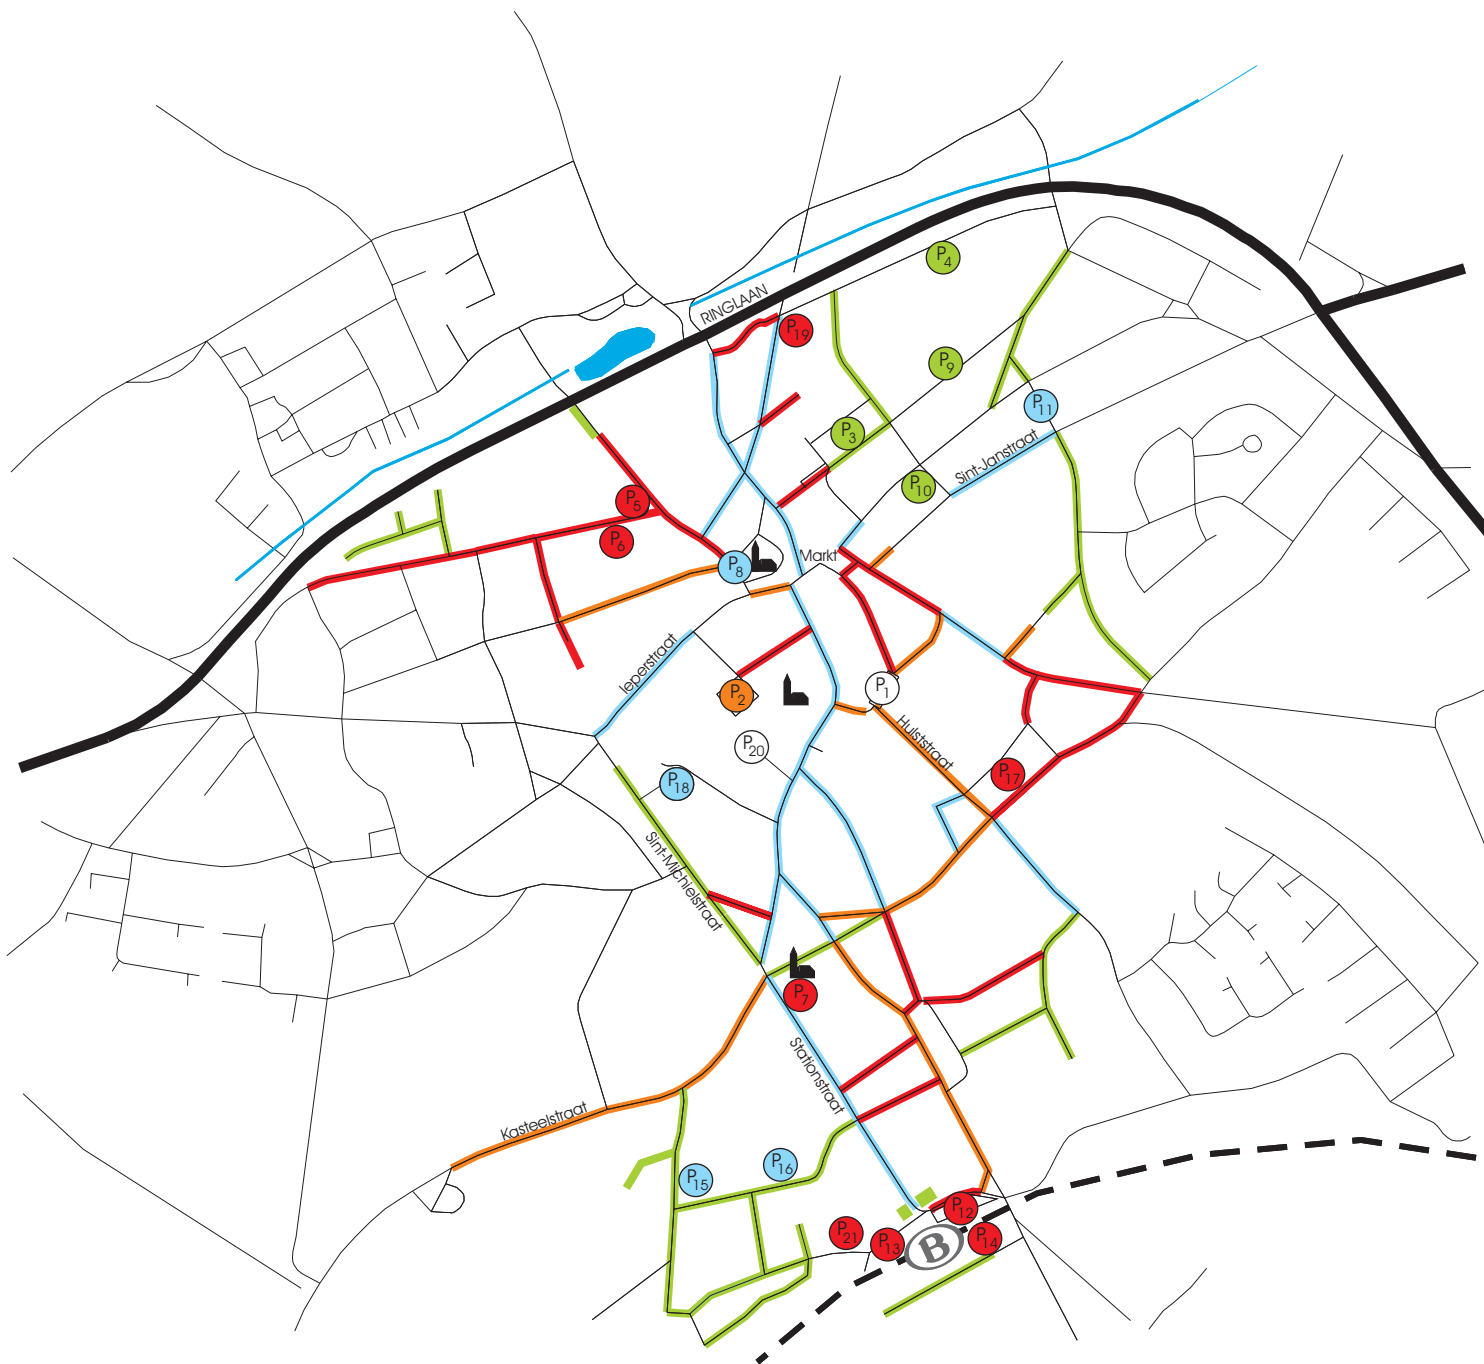 P4
RINGLAAN
P19
P9
P11
P3
Sint-Janstraat
P10
P5
P6
Markt
P8
Ieperstraat
P1
P2
Hulststraat
P20
P17
P18
Sint-Michielstraat
P7
Stationstraat
Kasteelstraat
P16
P15
P12
P21
P13
B
P14